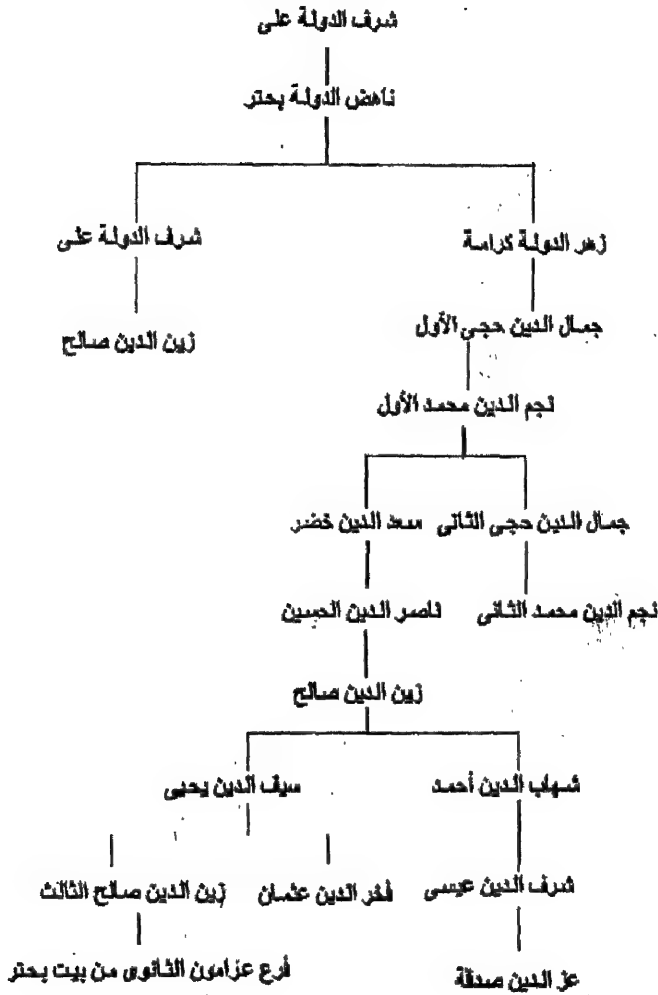 شرف الدولة على
ناهض الدولة بحتر
زهر الدولة كرامة
شرف الدولة على
جمال الدين حجى الأول
زين الدين صالح
نجم الدين محمد الأول
جمال الدين حجى الثانى
سعد الدين خضر
نجم الدين محمد الثانى
ناصر الدين الحسين
زين الدين صالح
شهاب الدين أحمد
سيف الدين يحيى
شرف الدين عيسى
فخر الدين عثمان
زين الدين صالح الثالث
عز الدين صدقة
فرع عرامون الثانوى من بيت بحتر